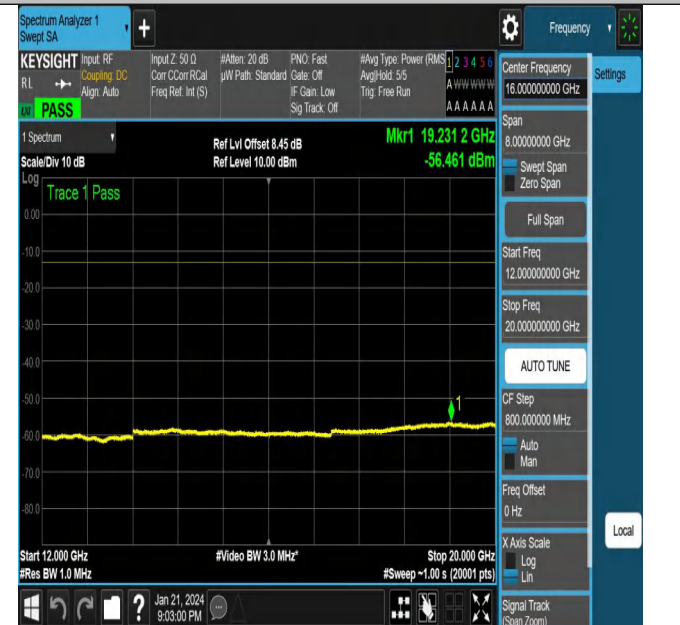 Spectrum Analyzer 1
Swept SA
Frequency
KEYSIGHT
RL
PASS
Input: RF
Coupling: DC
Align: Auto
Input Z: 50 Ω
Corr CCorr RCal
Freq Ref: Int (S)
#Atten: 20 dB
µW Path: Standard
PNO: Fast
Gate: Off
IF Gain: Low
Sig Track: Off
#Avg Type: Power (RMS
Avg|Hold: 5/5
Trig: Free Run
1 2 3 4 5 6
A W W W W W
A A A A A A
1 Spectrum
Scale/Div 10 dB
Ref Lvl Offset 8.45 dB
Ref Level 10.00 dBm
Mkr1 19.231 2 GHz
-56.461 dBm
Log
Trace 1 Pass
0.00
-10.0
-20.0
-30.0
-40.0
-50.0
-60.0
-70.0
-80.0
1
Start 12.000 GHz
#Res BW 1.0 MHz
#Video BW 3.0 MHz*
Stop 20.000 GHz
#Sweep ~1.00 s (20001 pts)
Center Frequency
16.000000000 GHz
Settings
Span
8.00000000 GHz
Swept Span
Zero Span
Full Span
Start Freq
12.000000000 GHz
Stop Freq
20.000000000 GHz
AUTO TUNE
CF Step
800.000000 MHz
Auto
Man
Freq Offset
0 Hz
Local
X Axis Scale
Log
Lin
Signal Track
(Span Zoom)
?
Jan 21, 2024
9:03:00 PM